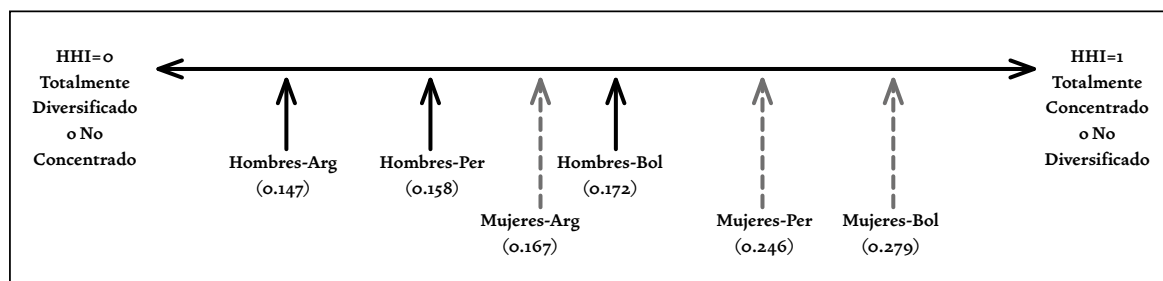 HHI=0
Totalmente
Diversificado
o No
Concentrado
HHI=1
Totalmente
Concentrado
o No
Diversificado
Hombres-Arg
(0.147)
Hombres-Per
(0.158)
Mujeres-Arg
(0.167)
Hombres-Bol
(0.172)
Mujeres-Per
(0.246)
Mujeres-Bol
(0.279)